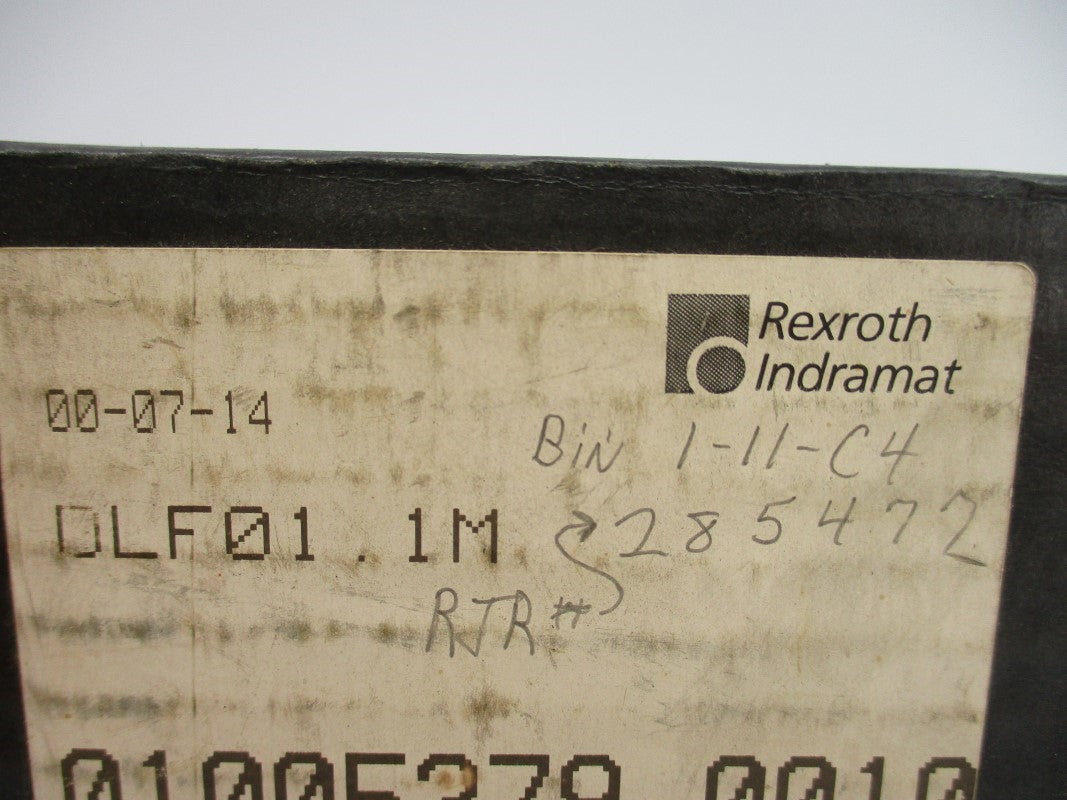 Rexroth
Indramat
00-07-14
BiN 1-11-C4
DLF01.1M
285472
RJR#